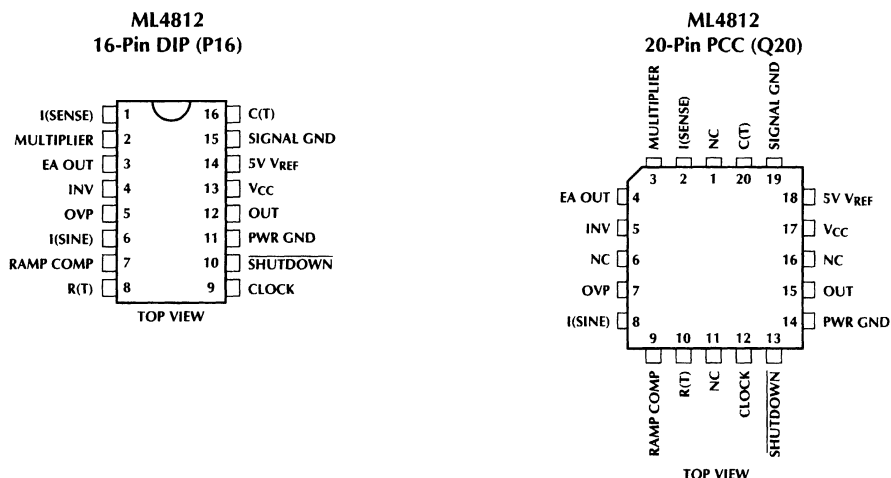 ML4812
16-Pin DIP (P16)
I(SENSE) 1 16 C(T)
MULTIPLIER 2 15 SIGNAL GND
EA OUT 3 14 5V VREF
INV 4 13 VCC
OVP 5 12 OUT
I(SINE) 6 11 PWR GND
RAMP COMP 7 10 SHUTDOWN
R(T) 8 9 CLOCK
TOP VIEW
ML4812
20-Pin PCC (Q20)
MULITIPLIER
I(SENSE)
NC
C(T)
SIGNAL GND
3 2 1 20 19
EA OUT 4 18 5V VREF
INV 5 17 VCC
NC 6 16 NC
OVP 7 15 OUT
I(SINE) 8 14 PWR GND
9 10 11 12 13
RAMP COMP
R(T)
NC
CLOCK
SHUTDOWN
TOP VIEW